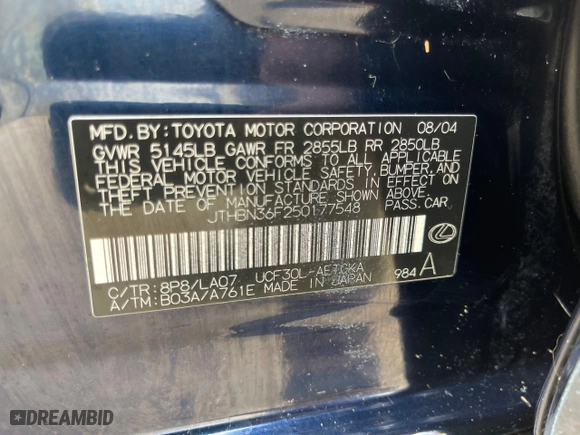 MFD. BY: TOYOTA MOTOR CORPORATION 08/04
GVWR 5145LB GAWR FR 2855LB RR 2850LB
THIS VEHICLE CONFORMS TO ALL APPLICABLE
FEDERAL MOTOR VEHICLE SAFETY, BUMPER, AND
THEFT PREVENTION STANDARDS IN EFFECT ON
THE DATE OF MANUFACTURE SHOWN ABOVE.
JTHBN36F250177548 PASS. CAR
C/TR: 8P8/LA07 UCF30L-AETGKA
A/TM: B03A/A761E MADE IN JAPAN 984 A
DREAMBID